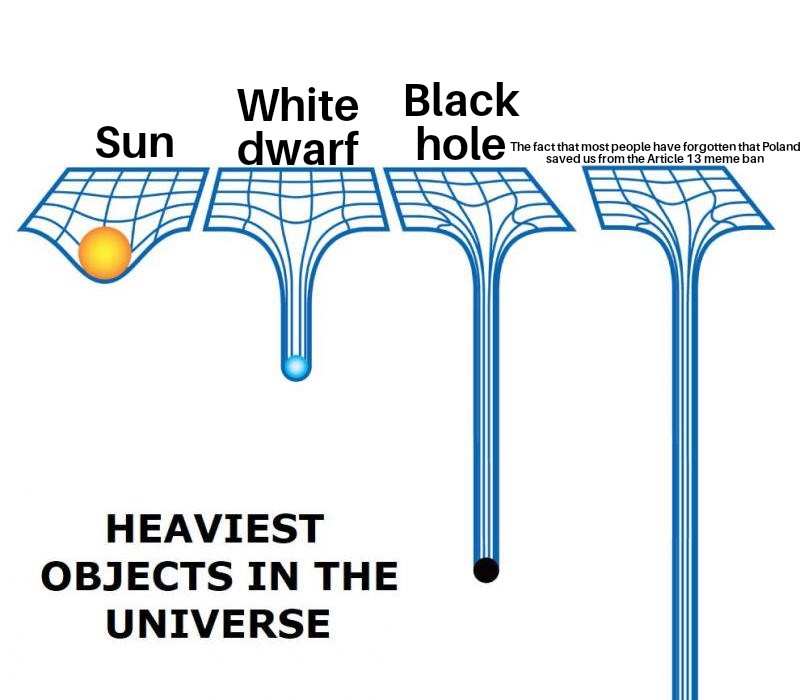 Sun
White
dwarf
Black
hole
The fact that most people have forgotten that Poland
saved us from the Article 13 meme ban
HEAVIEST
OBJECTS IN THE
UNIVERSE